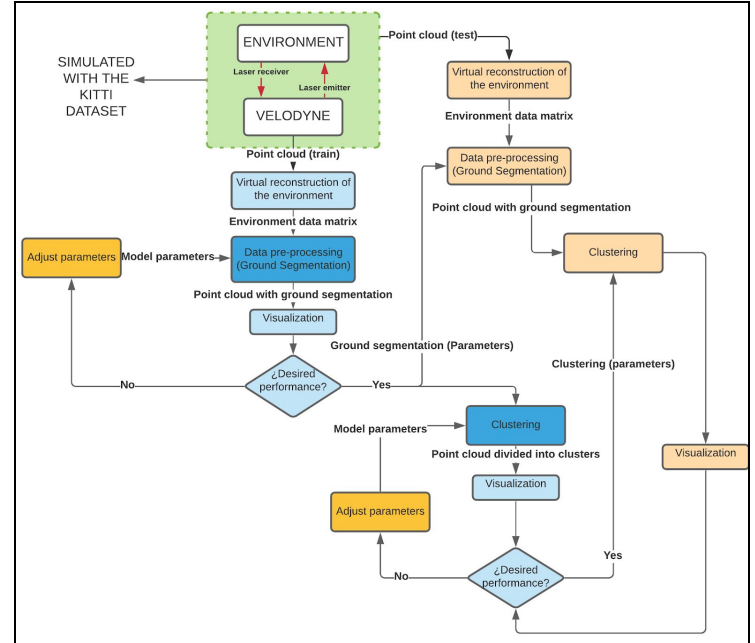 SIMULATED
WITH THE
KITTI
DATASET
ENVIRONMENT
Laser receiver
Laser emitter
VELODYNE
Point cloud (test)
Virtual reconstruction of
the environment
Environment data matrix
Data pre-processing
(Ground Segmentation)
Point cloud with ground segmentation
Clustering
Point cloud (train)
Virtual reconstruction of
the environment
Environment data matrix
Adjust parameters
Model parameters
Data pre-processing
(Ground Segmentation)
Point cloud with ground segmentation
Visualization
Ground segmentation (Parameters)
¿Desired
performance?
No
Yes
Clustering (parameters)
Clustering
Model parameters
Point cloud divided into clusters
Visualization
Visualization
Adjust parameters
¿Desired
performance?
No
Yes